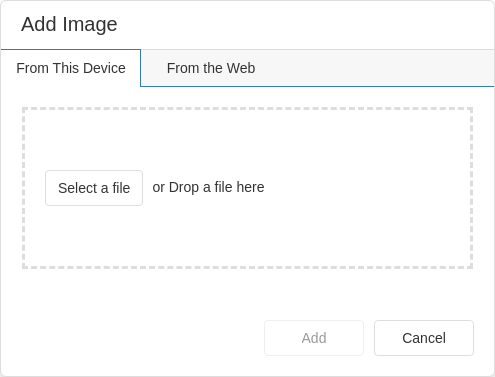 Add Image
From This Device
From the Web
Select a file or Drop a file here
Add
Cancel